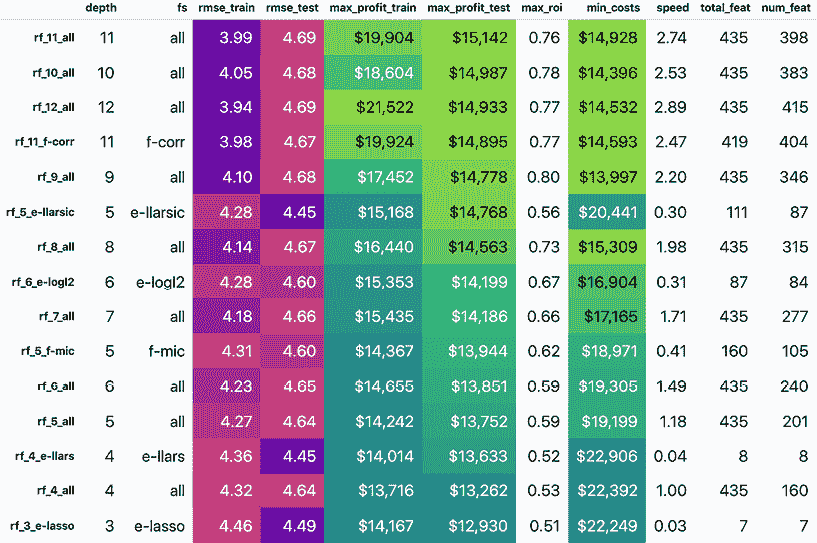 depth fs rmse_train rmse_test max_profit_train max_profit_test max_roi min_costs speed total_feat num_feat
rf_11_all 11 all 3.99 4.69 $19,904 $15,142 0.76 $14,928 2.74 435 398
rf_10_all 10 all 4.05 4.68 $18,604 $14,987 0.78 $14,396 2.53 435 383
rf_12_all 12 all 3.94 4.69 $21,522 $14,933 0.77 $14,532 2.89 435 415
rf_11_f-corr 11 f-corr 3.98 4.67 $19,924 $14,895 0.77 $14,593 2.47 419 404
rf_9_all 9 all 4.10 4.68 $17,452 $14,778 0.80 $13,997 2.20 435 346
rf_5_e-llarsic 5 e-llarsic 4.28 4.45 $15,168 $14,768 0.56 $20,441 0.30 111 87
rf_8_all 8 all 4.14 4.67 $16,440 $14,563 0.73 $15,309 1.98 435 315
rf_6_e-logl2 6 e-logl2 4.28 4.60 $15,353 $14,199 0.67 $16,904 0.31 87 84
rf_7_all 7 all 4.18 4.66 $15,435 $14,186 0.66 $17,165 1.71 435 277
rf_5_f-mic 5 f-mic 4.31 4.60 $14,367 $13,944 0.62 $18,971 0.41 160 105
rf_6_all 6 all 4.23 4.65 $14,655 $13,851 0.59 $19,305 1.49 435 240
rf_5_all 5 all 4.27 4.64 $14,242 $13,752 0.59 $19,199 1.18 435 201
rf_4_e-llars 4 e-llars 4.36 4.45 $14,014 $13,633 0.52 $22,906 0.04 8 8
rf_4_all 4 all 4.32 4.64 $13,716 $13,262 0.53 $22,392 1.00 435 160
rf_3_e-lasso 3 e-lasso 4.46 4.49 $14,167 $12,930 0.51 $22,249 0.03 7 7